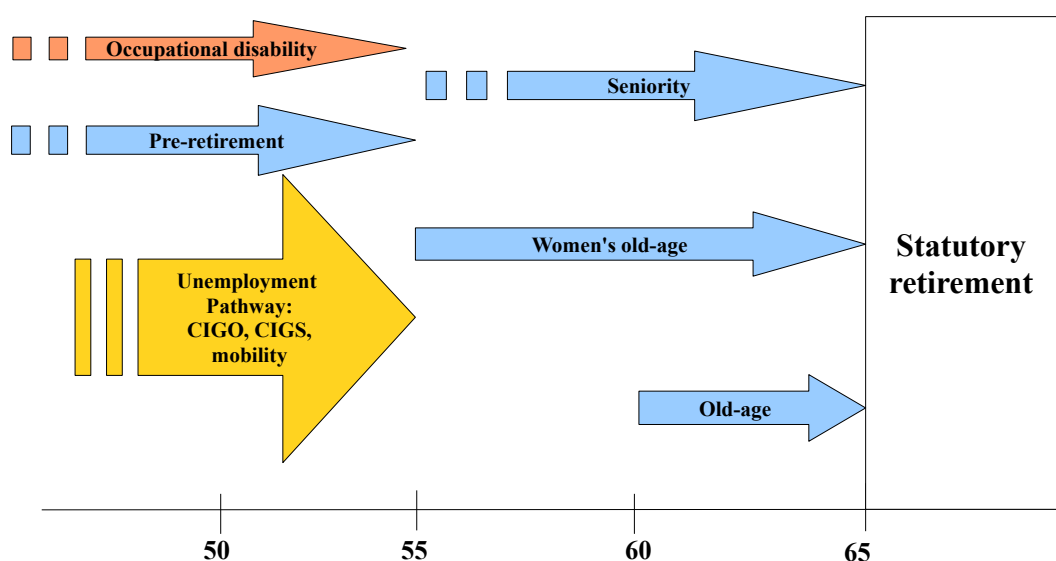 Occupational disability
Seniority
Pre-retirement
Women's old-age
Statutory
retirement
Unemployment
Pathway:
CIGO, CIGS,
mobility
Old-age
50
55
60
65